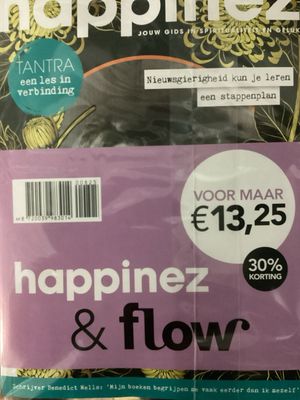 happinez
JOUW GIDS IN SPIRITUALITEIT EN GELUK
TANTRA
een les in
verbinding
Nieuwsgierigheid kun je leren
een stappenplan
00825
VOOR MAAR
€13,25
30%
KORTING
happinez
& flow
Schrijver Benedict Wells: 'Mijn boeken begrijpen me vaak eerder dan ik mezelf'